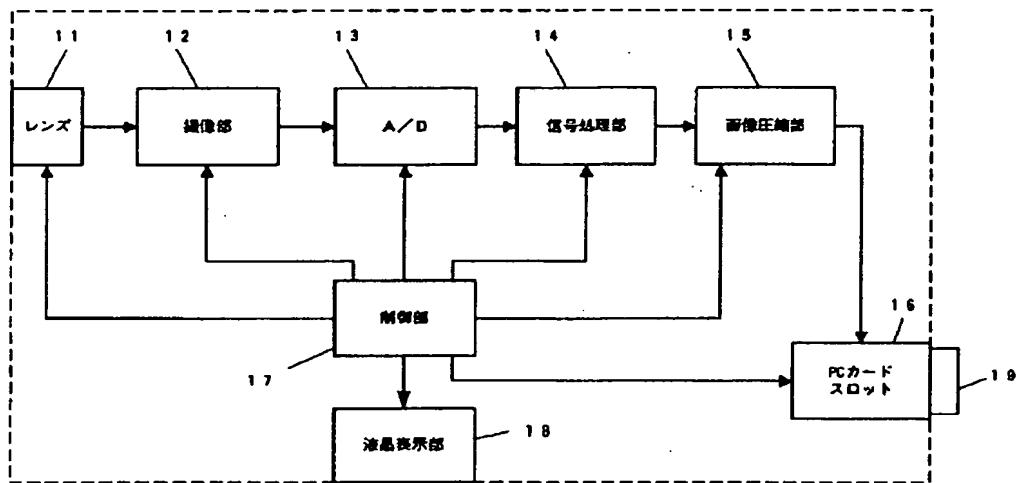 11
12
13
14
15
レンズ
撮像部
A/D
信号処理部
画像圧縮部
制御部
16
17
PCカード
スロット
19
液晶表示部
18